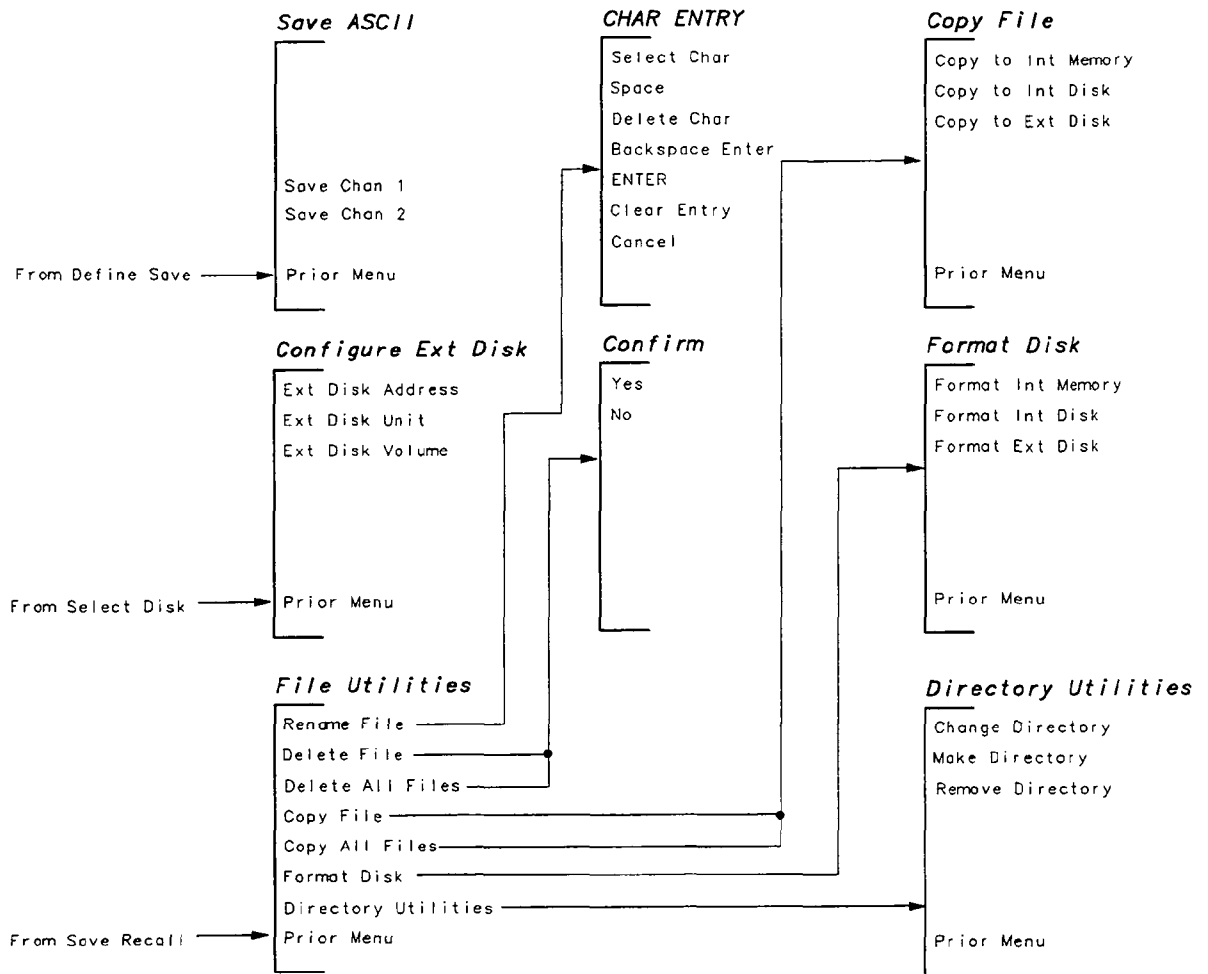 Save ASCII
Save Chan 1
Save Chan 2
From Define Save
Prior Menu
CHAR ENTRY
Select Char
Space
Delete Char
Backspace Enter
ENTER
Clear Entry
Cancel
Copy File
Copy to Int Memory
Copy to Int Disk
Copy to Ext Disk
Prior Menu
Configure Ext Disk
Ext Disk Address
Ext Disk Unit
Ext Disk Volume
From Select Disk
Prior Menu
Confirm
Yes
No
Format Disk
Format Int Memory
Format Int Disk
Format Ext Disk
Prior Menu
File Utilities
Rename File
Delete File
Delete All Files
Copy File
Copy All Files
Format Disk
Directory Utilities
From Save Recall
Prior Menu
Directory Utilities
Change Directory
Make Directory
Remove Directory
Prior Menu